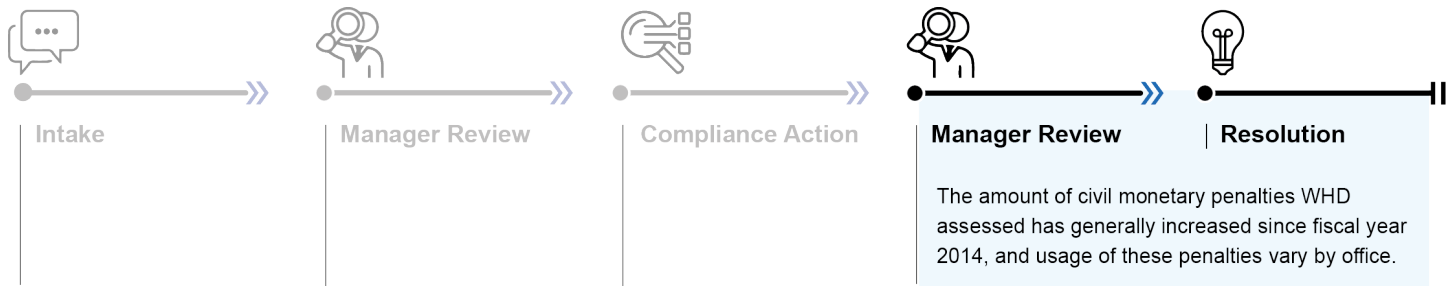 Intake
Manager Review
Compliance Action
Manager Review
Resolution
The amount of civil monetary penalties WHD
assessed has generally increased since fiscal year
2014, and usage of these penalties vary by office.